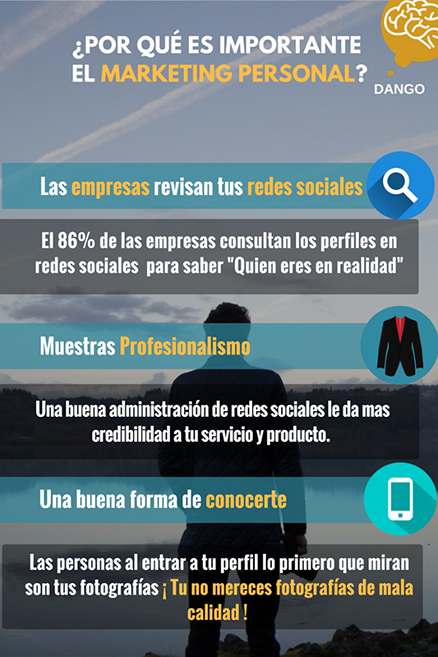 ¿POR QUÉ ES IMPORTANTE
EL MARKETING PERSONAL?
DANGO
Las empresas revisan tus redes sociales
El 86% de las empresas consultan los perfiles en
redes sociales para saber "Quien eres en realidad"
Muestras Profesionalismo
Una buena administración de redes sociales le da mas
credibilidad a tu servicio y producto.
Una buena forma de conocerte
Las personas al entrar a tu perfil lo primero que miran
son tus fotografías ¡ Tu no mereces fotografías de mala
calidad !